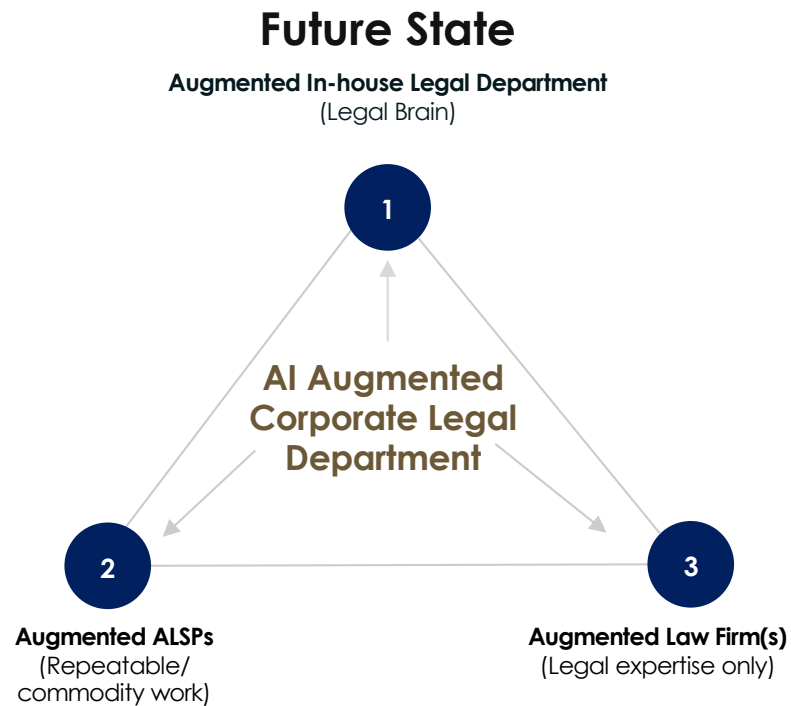 Future State
Augmented In-house Legal Department
(Legal Brain)
1
AI Augmented
Corporate Legal
Department
2
3
Augmented ALSPs
(Repeatable/
commodity work)
Augmented Law Firm(s)
(Legal expertise only)